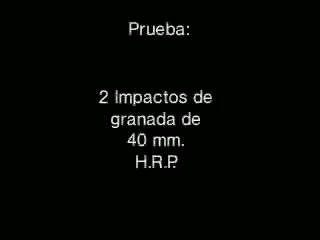 Prueba:
2 Impactos de
granada de
40 mm.
H.R.P.